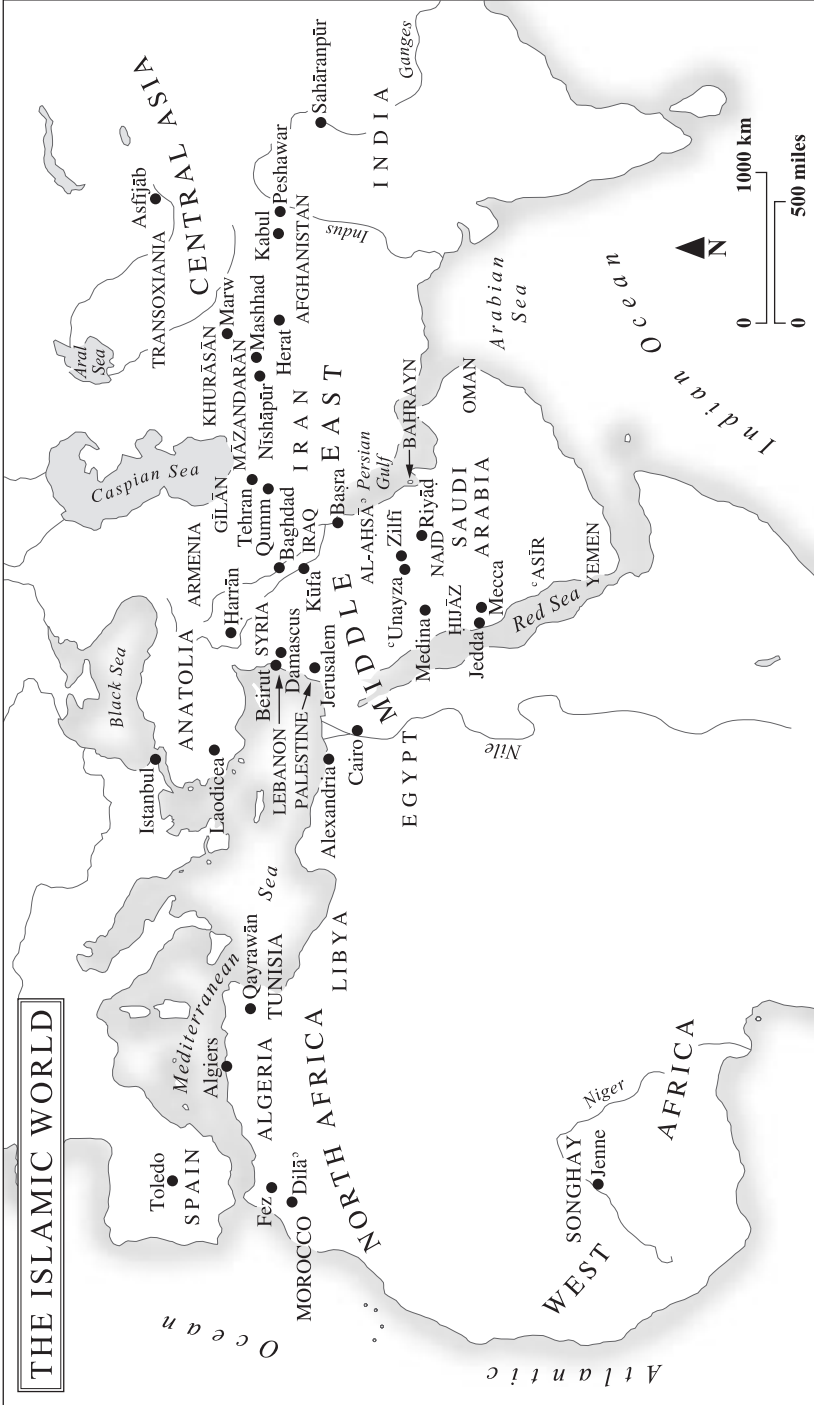 THE ISLAMIC WORLD
Atlantic
Ocean
Toledo
SPAIN
Fez
Dilāʾ
MOROCCO
Algiers
ALGERIA
NORTH AFRICA
Mediterranean
Sea
Qayrawān
TUNISIA
LIBYA
WEST
AFRICA
SONGHAY
Jenne
Niger
Istanbul
Black Sea
ANATOLIA
Laodicea
ARMENIA
Ḥarrān
SYRIA
Beirut
Damascus
LEBANON
PALESTINE
Jerusalem
Alexandria
Cairo
EGYPT
Nile
MIDDLE
EAST
Caspian Sea
GĪLĀN
MĀZANDARĀN
KHURĀSĀN
Tehran
Qumm
Baghdad
IRAQ
Kūfa
Baṣra
IRAN
Nīshāpūr
Mashhad
Marw
Herat
Aral
Sea
TRANSOXIANIA
CENTRAL ASIA
Asfījāb
AFGHANISTAN
Kabul
Peshawar
Indus
INDIA
Sahāranpūr
Ganges
Persian
Gulf
BAḤRAYN
AL-AḤSĀʾ
Zilfī
ʿUnayza
Riyāḍ
NAJD
SAUDI
ARABIA
Medina
ḤIJĀZ
Jedda
Mecca
Red Sea
ʿASĪR
YEMEN
OMAN
Arabian
Sea
Indian Ocean
N
0
1000 km
0
500 miles